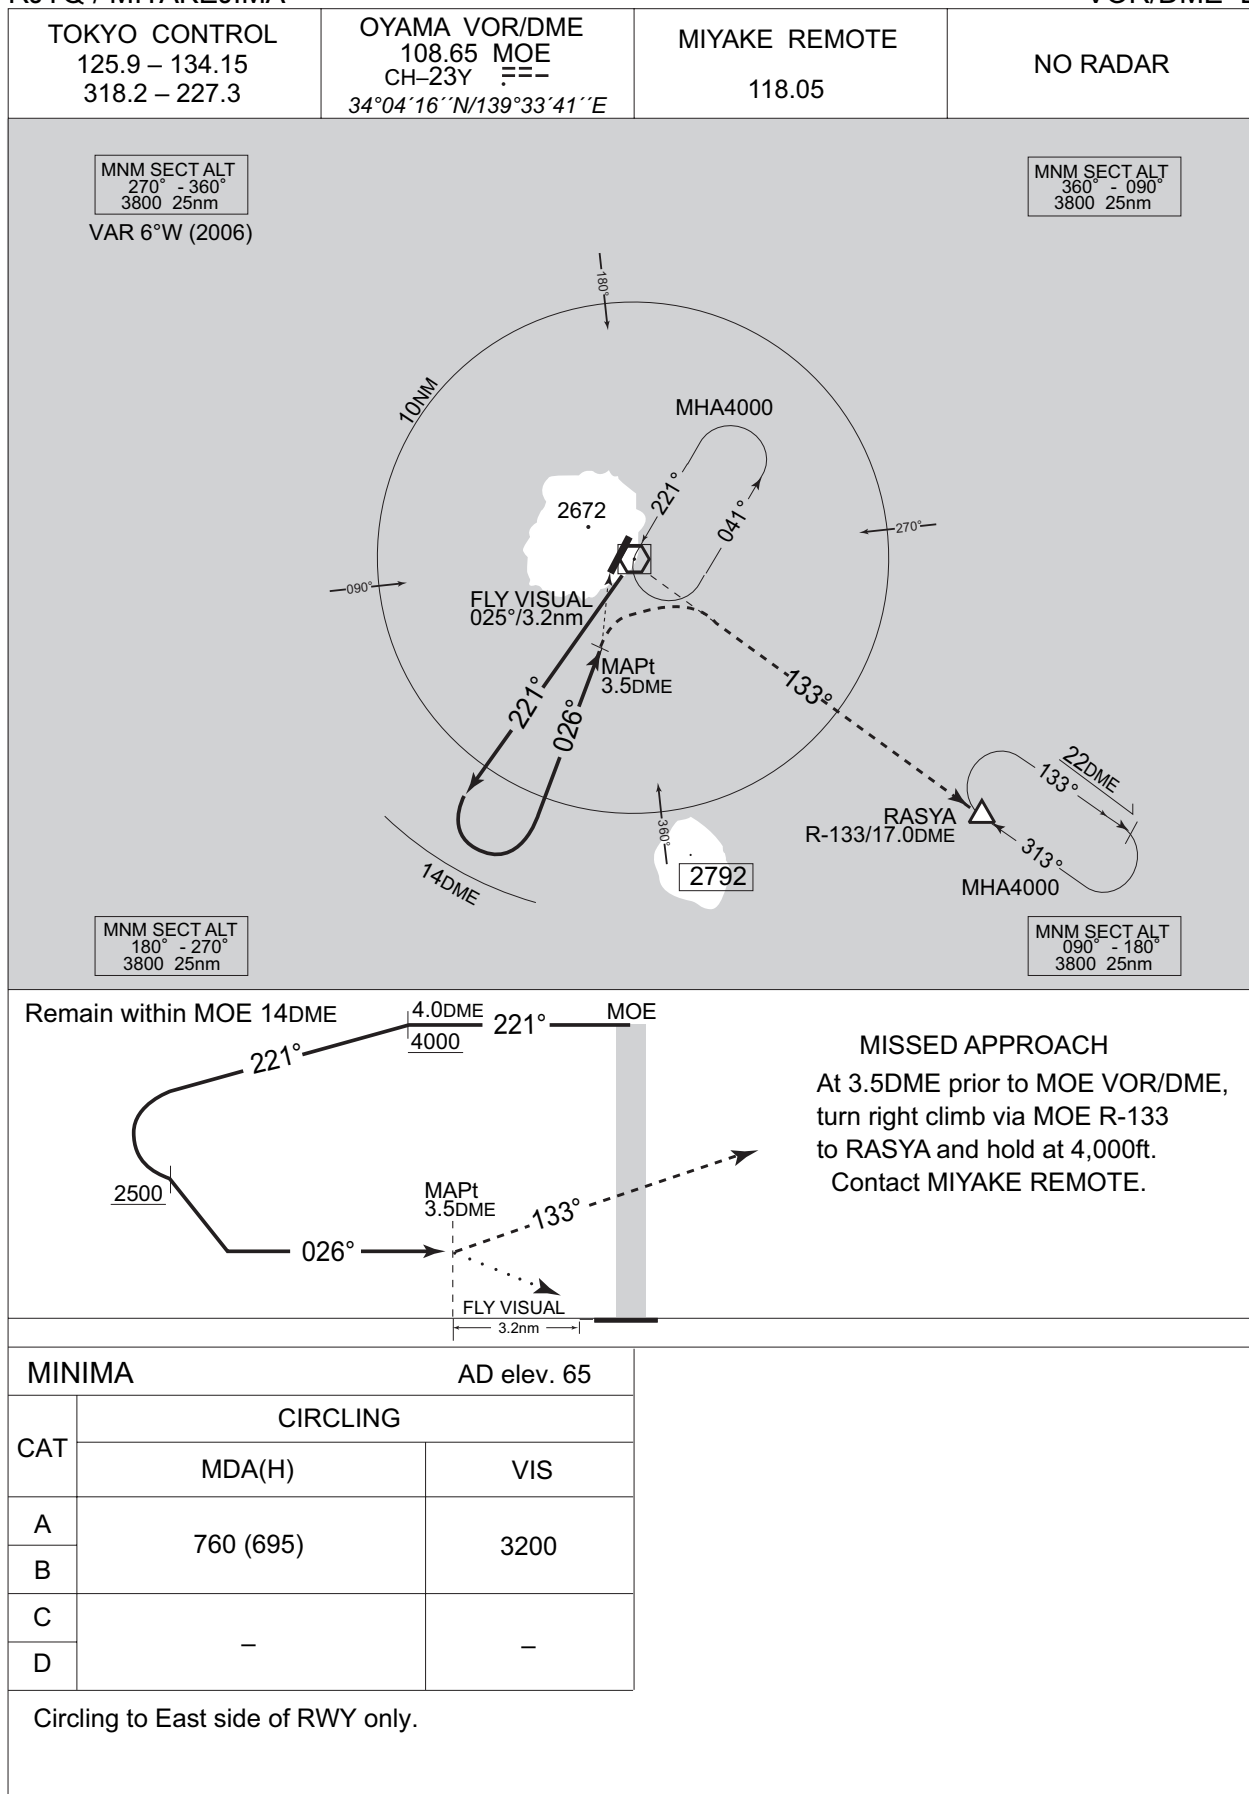 TOKYO CONTROL
125.9 – 134.15
318.2 – 227.3
OYAMA VOR/DME
108.65 MOE
CH–23Y
34°04´16´´N/139°33´41´´E
MIYAKE REMOTE
118.05
NO RADAR
MNM SECT ALT
270° - 360°
3800 25nm
VAR 6°W (2006)
MNM SECT ALT
360° - 090°
3800 25nm
180°
10NM
MHA4000
221°
041°
2672
270°
090°
FLY VISUAL
025°/3.2nm
MAPt
3.5DME
221°
026°
133°
22DME
133°
RASYA
R-133/17.0DME
313°
MHA4000
360°
2792
14DME
MNM SECT ALT
180° - 270°
3800 25nm
MNM SECT ALT
090° - 180°
3800 25nm
Remain within MOE 14DME
4.0DME
4000
221°
MOE
221°
2500
026°
MAPt
3.5DME
133°
FLY VISUAL
3.2nm
MISSED APPROACH
At 3.5DME prior to MOE VOR/DME,
turn right climb via MOE R-133
to RASYA and hold at 4,000ft.
Contact MIYAKE REMOTE.
MINIMA AD elev. 65
CAT
CIRCLING
MDA(H) VIS
A
B
760 (695) 3200
C
D
– –
Circling to East side of RWY only.